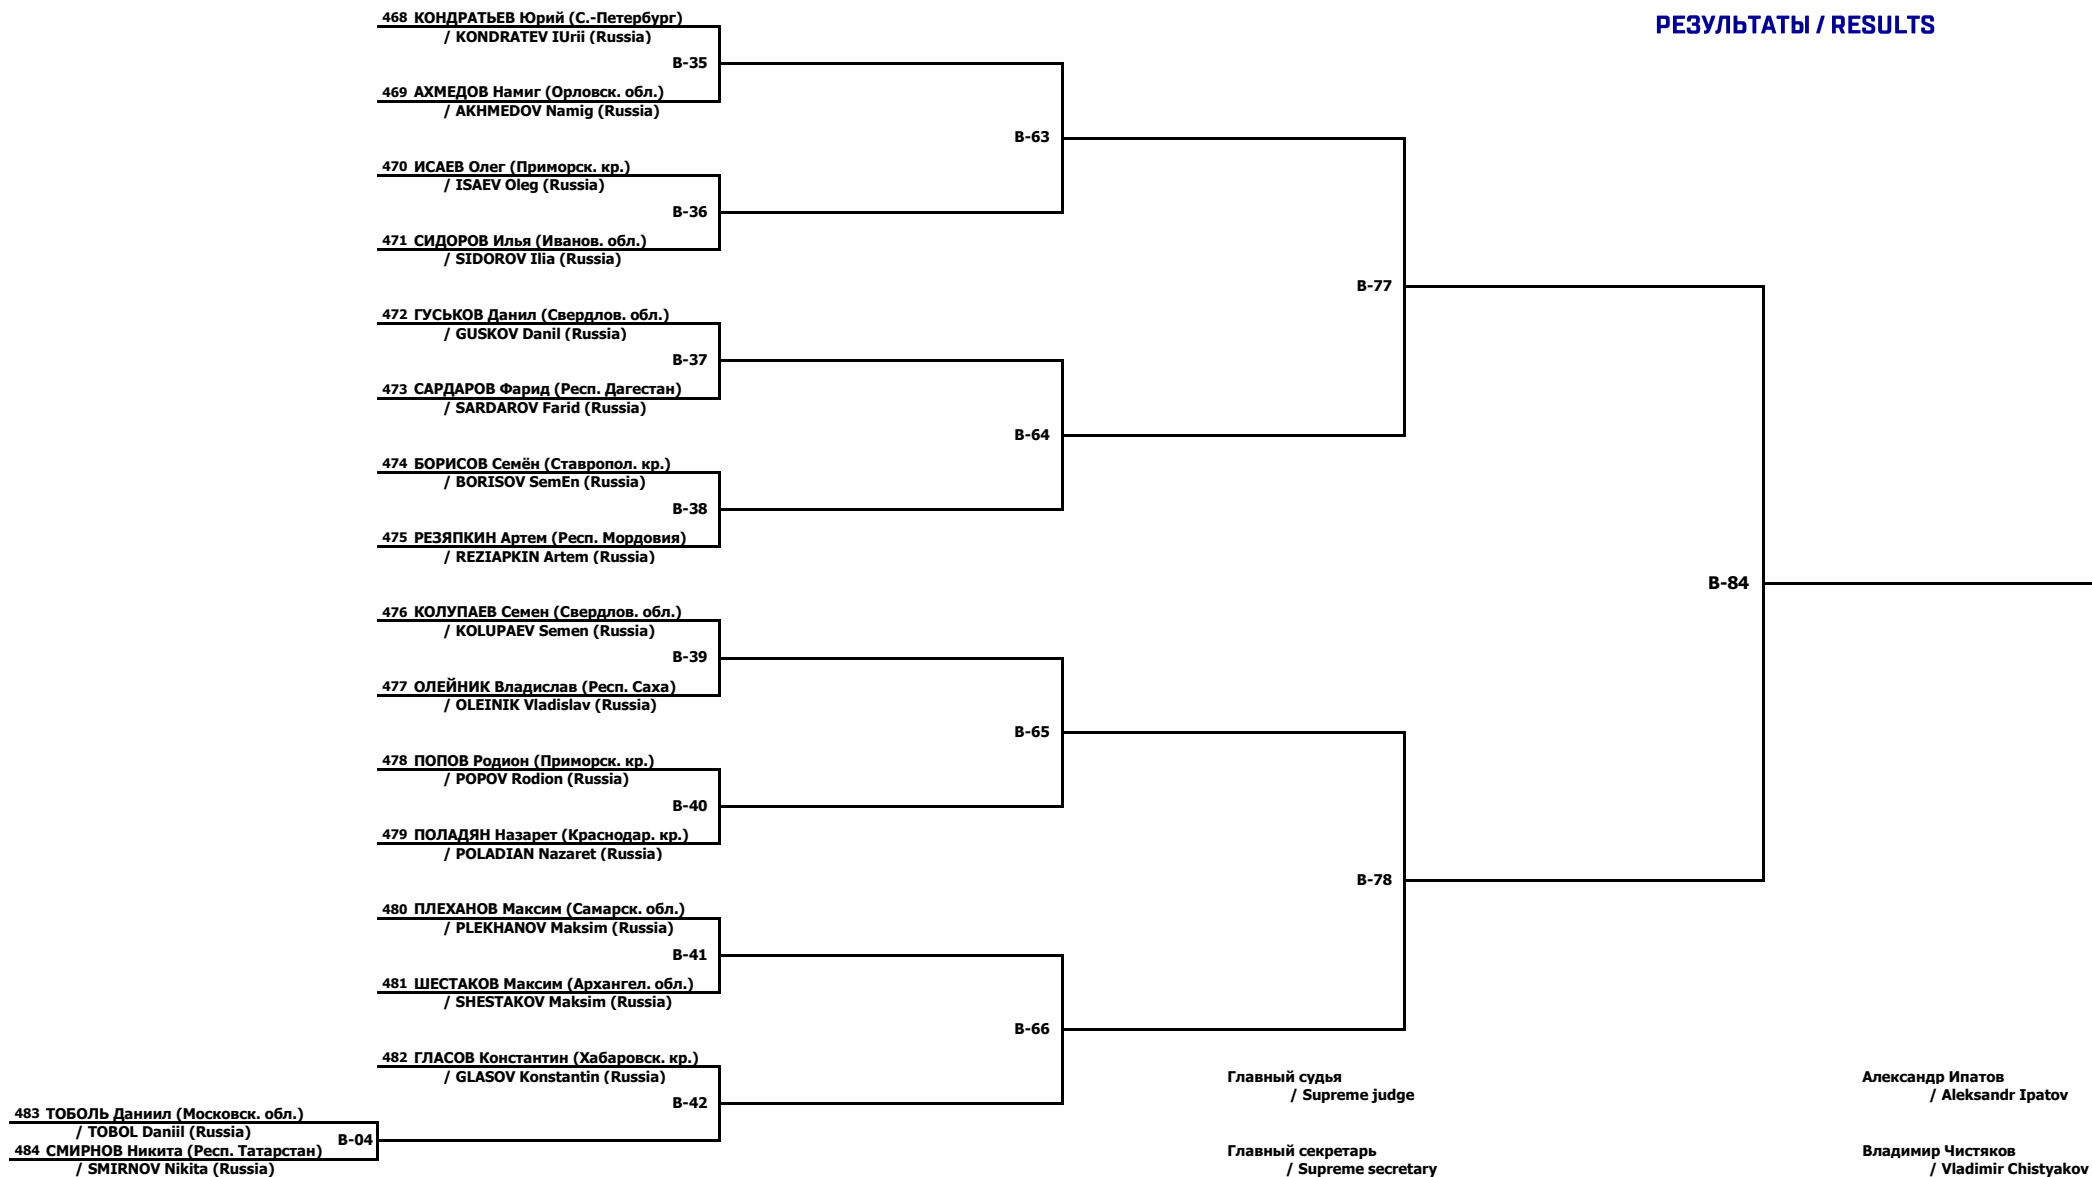 468 КОНДРАТЬЕВ Юрий (С.-Петербург)
/ KONDRATEV IUrii (Russia)
РЕЗУЛЬТАТЫ / RESULTS
B-35
469 АХМЕДОВ Намиг (Орловск. обл.)
/ AKHMEDOV Namig (Russia)
B-63
470 ИСАЕВ Олег (Приморск. кр.)
/ ISAEV Oleg (Russia)
B-36
471 СИДОРОВ Илья (Иванов. обл.)
/ SIDOROV Ilia (Russia)
B-77
472 ГУСЬКОВ Данил (Свердлов. обл.)
/ GUSKOV Danil (Russia)
B-37
473 САРДАРОВ Фарид (Респ. Дагестан)
/ SARDAROV Farid (Russia)
B-64
474 БОРИСОВ Семён (Ставропол. кр.)
/ BORISOV SemEn (Russia)
B-38
475 РЕЗЯПКИН Артем (Респ. Мордовия)
/ REZIAPKIN Artem (Russia)
B-84
476 КОЛУПАЕВ Семен (Свердлов. обл.)
/ KOLUPAEV Semen (Russia)
B-39
477 ОЛЕЙНИК Владислав (Респ. Саха)
/ OLEINIK Vladislav (Russia)
B-65
478 ПОПОВ Родион (Приморск. кр.)
/ POPOV Rodion (Russia)
B-40
479 ПОЛАДЯН Назарет (Краснодар. кр.)
/ POLADIAN Nazaret (Russia)
B-78
480 ПЛЕХАНОВ Максим (Самарск. обл.)
/ PLEKHANOV Maksim (Russia)
B-41
481 ШЕСТАКОВ Максим (Архангел. обл.)
/ SHESTAKOV Maksim (Russia)
B-66
482 ГЛАСОВ Константин (Хабаровск. кр.)
/ GLASOV Konstantin (Russia)
B-42
483 ТОБОЛЬ Даниил (Московск. обл.)
/ TOBOL Daniil (Russia)
B-04
484 СМИРНОВ Никита (Респ. Татарстан)
/ SMIRNOV Nikita (Russia)
Главный судья
/ Supreme judge
Александр Ипатов
/ Aleksandr Ipatov
Главный секретарь
/ Supreme secretary
Владимир Чистяков
/ Vladimir Chistyakov